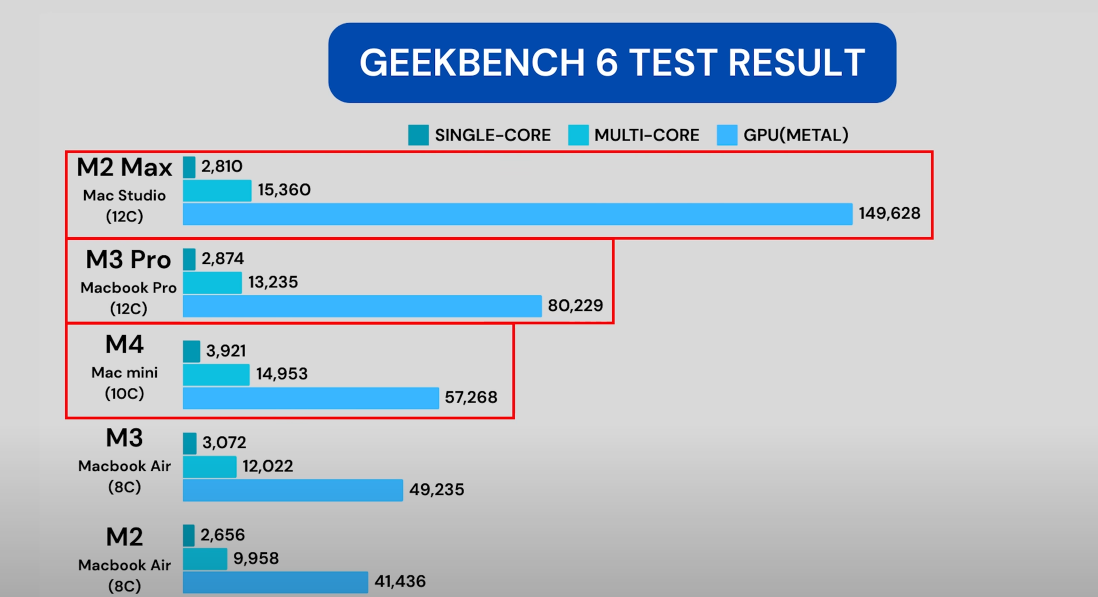 GEEKBENCH 6 TEST RESULT
SINGLE-CORE MULTI-CORE GPU(METAL)
M2 Max
Mac Studio
(12C)
2,810
15,360
149,628
M3 Pro
Macbook Pro
(12C)
2,874
13,235
80,229
M4
Mac mini
(10C)
3,921
14,953
57,268
M3
Macbook Air
(8C)
3,072
12,022
49,235
M2
Macbook Air
(8C)
2,656
9,958
41,436